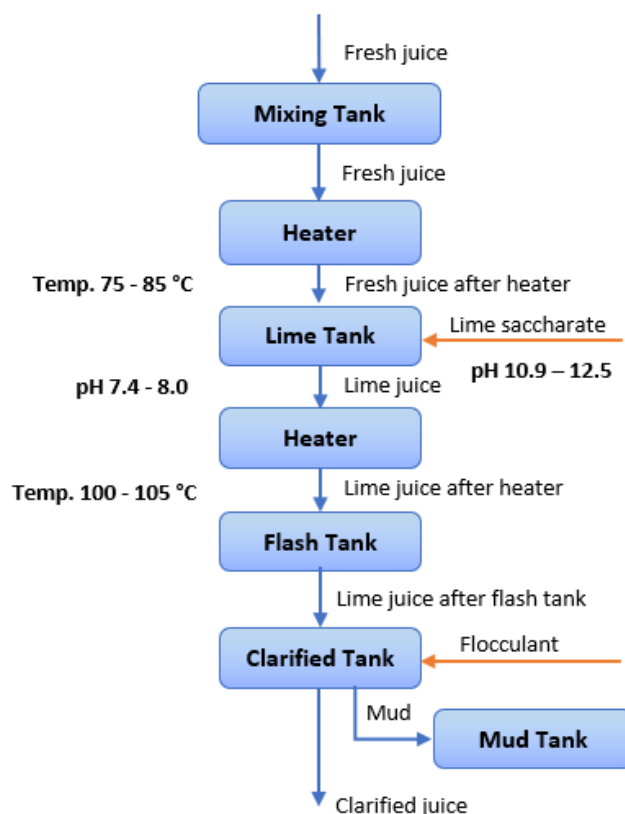 Fresh juice
Mixing Tank
Fresh juice
Heater
Temp. 75 - 85 °C
Fresh juice after heater
Lime Tank
Lime saccharate
pH 7.4 - 8.0
Lime juice
pH 10.9 – 12.5
Heater
Temp. 100 - 105 °C
Lime juice after heater
Flash Tank
Lime juice after flash tank
Clarified Tank
Flocculant
Mud
Mud Tank
Clarified juice